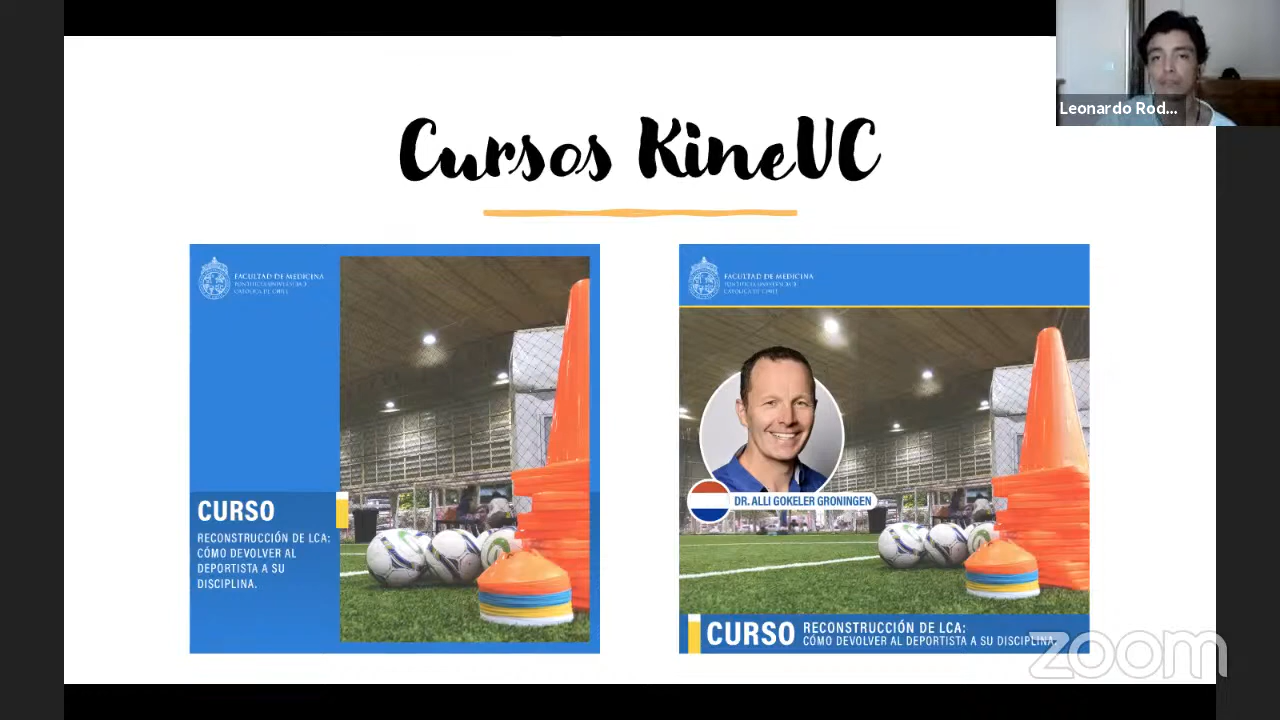 Leonardo Rod...
Cursos KineUC
FACULTAD DE MEDICINA
PONTIFICIA UNIVERSIDAD
CATÓLICA DE CHILE
CURSO
RECONSTRUCCIÓN DE LCA:
CÓMO DEVOLVER AL
DEPORTISTA A SU
DISCIPLINA.
FACULTAD DE MEDICINA
PONTIFICIA UNIVERSIDAD
CATÓLICA DE CHILE
DR. ALLI GOKELER GRONINGEN
CURSO
RECONSTRUCCIÓN DE LCA:
CÓMO DEVOLVER AL DEPORTISTA A SU DISCIPLINA.
zoom